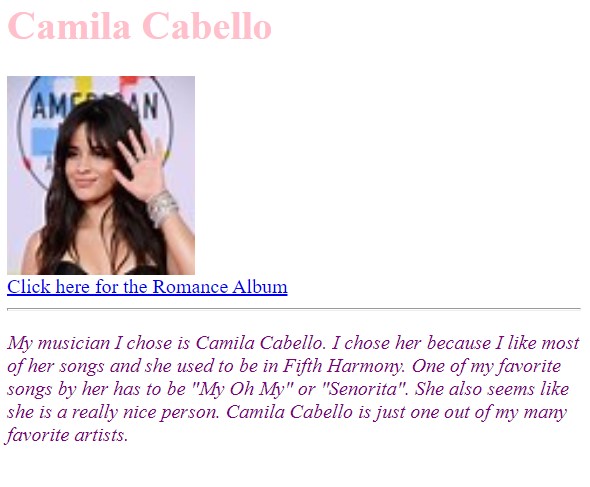 Camila Cabello
AMERICAN
Click here for the Romance Album
My musician I chose is Camila Cabello. I chose her because I like most
of her songs and she used to be in Fifth Harmony. One of my favorite
songs by her has to be "My Oh My" or "Senorita". She also seems like
she is a really nice person. Camila Cabello is just one out of my many
favorite artists.